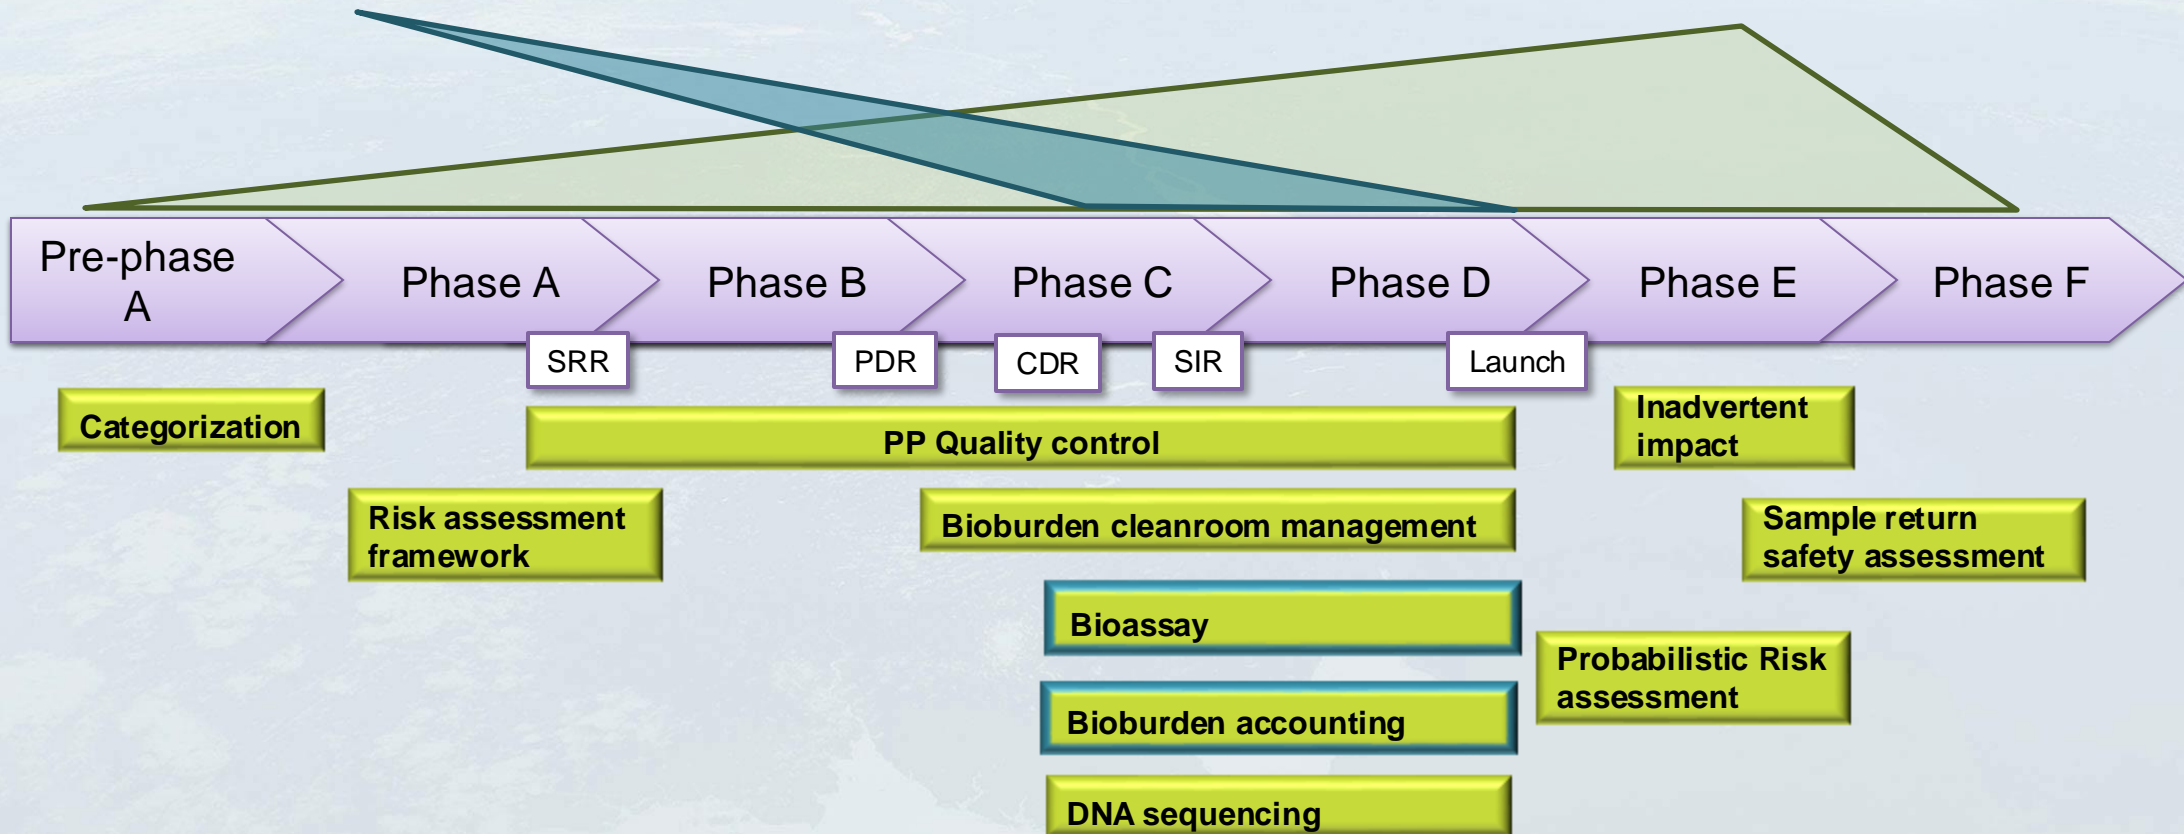 Pre-phase
A
Phase A
Phase B
Phase C
Phase D
Phase E
Phase F
SRR
PDR
CDR
SIR
Launch
Categorization
PP Quality control
Inadvertent
impact
Risk assessment
framework
Bioburden cleanroom management
Sample return
safety assessment
Bioassay
Probabilistic Risk
assessment
Bioburden accounting
DNA sequencing